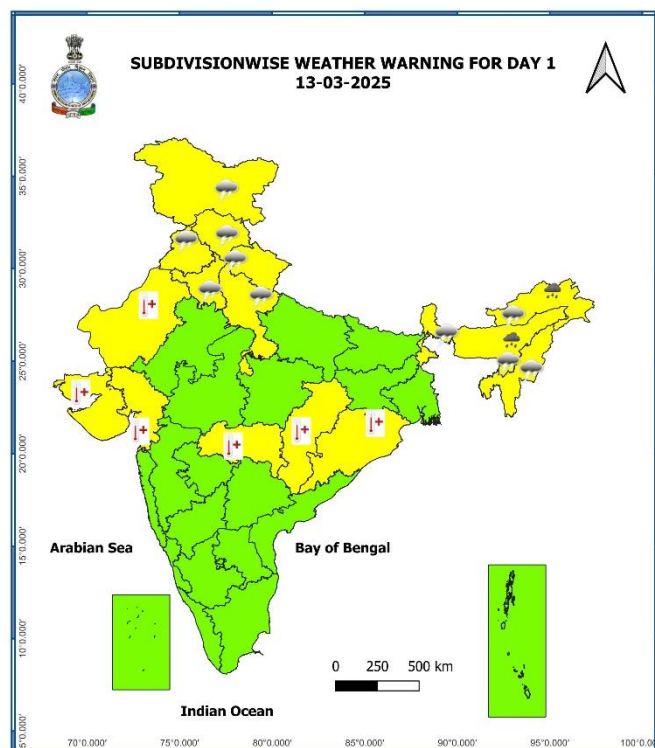 SUBDIVISIONWISE WEATHER WARNING FOR DAY 1
13-03-2025
40°0.000'
35°0.000'
30°0.000'
25°0.000'
20°0.000'
15°0.000'
10°0.000'
5°0.000'
Arabian Sea
Bay of Bengal
0 250 500 km
Indian Ocean
70°0.000' 75°0.000' 80°0.000' 85°0.000' 90°0.000' 95°0.000' 100°0.0